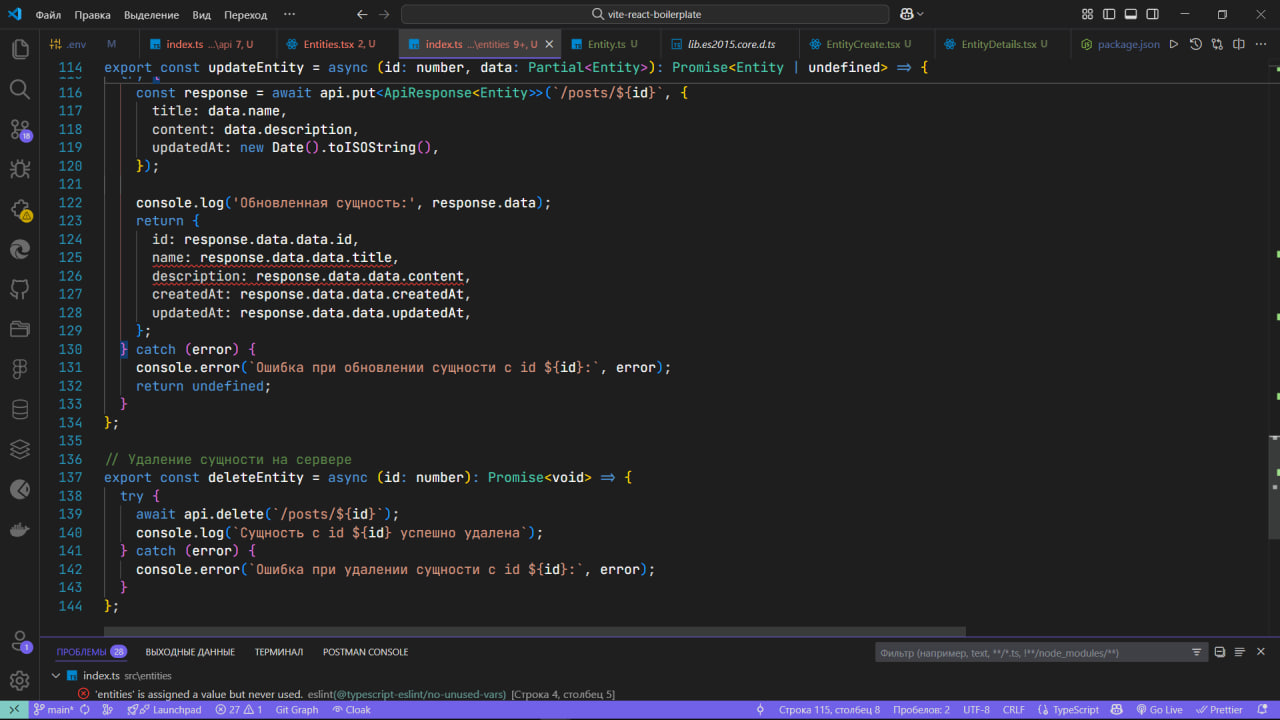 Файл Правка Выделение Вид Переход ··· vite-react-boilerplate
.env M index.ts ...\api 7, U Entities.tsx 2, U index.ts ...\entities 9+, U Entity.ts U lib.es2015.core.d.ts EntityCreate.tsx U EntityDetails.tsx U package.json
114 export const updateEntity = async (id: number, data: Partial<Entity>): Promise<Entity | undefined> => {
115 try {
116 const response = await api.put<ApiResponse<Entity>>(`/posts/${id}`, {
117 title: data.name,
118 content: data.description,
119 updatedAt: new Date().toISOString(),
120 });
121
122 console.log('Обновленная сущность:', response.data);
123 return {
124 id: response.data.data.id,
125 name: response.data.data.title,
126 description: response.data.data.content,
127 createdAt: response.data.data.createdAt,
128 updatedAt: response.data.data.updatedAt,
129 };
130 } catch (error) {
131 console.error(`Ошибка при обновлении сущности с id ${id}:`, error);
132 return undefined;
133 }
134 };
135
136 // Удаление сущности на сервере
137 export const deleteEntity = async (id: number): Promise<void> => {
138 try {
139 await api.delete(`/posts/${id}`);
140 console.log(`Сущность с id ${id} успешно удалена`);
141 } catch (error) {
142 console.error(`Ошибка при удалении сущности с id ${id}:`, error);
143 }
144 };
18
1
ПРОБЛЕМЫ 28 ВЫХОДНЫЕ ДАННЫЕ ТЕРМИНАЛ POSTMAN CONSOLE Фильтр (например, text, **/*.ts, !**/node_modules/**)
index.ts src\entities
'entities' is assigned a value but never used. eslint(@typescript-eslint/no-unused-vars) [Строка 4, столбец 5]
main* Launchpad 27 1 Git Graph Cloak Строка 115, столбец 8 Пробелов: 2 UTF-8 CRLF TypeScript Go Live Prettier